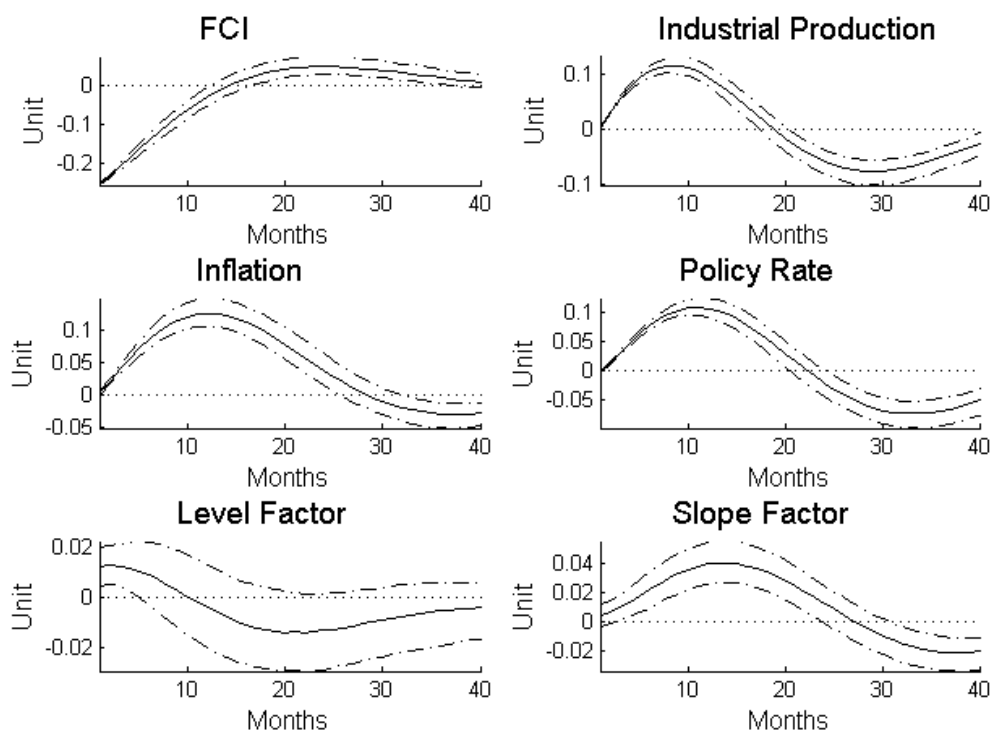 FCI
0
-0.1
-0.2
Unit
10 20 30 40
Months
Industrial Production
0.1
0
-0.1
Unit
10 20 30 40
Months
Inflation
0.1
0.05
0
-0.05
Unit
10 20 30 40
Months
Policy Rate
0.1
0.05
0
-0.05
Unit
10 20 30 40
Months
Level Factor
0.02
0
-0.02
Unit
10 20 30 40
Months
Slope Factor
0.04
0.02
0
-0.02
Unit
10 20 30 40
Months